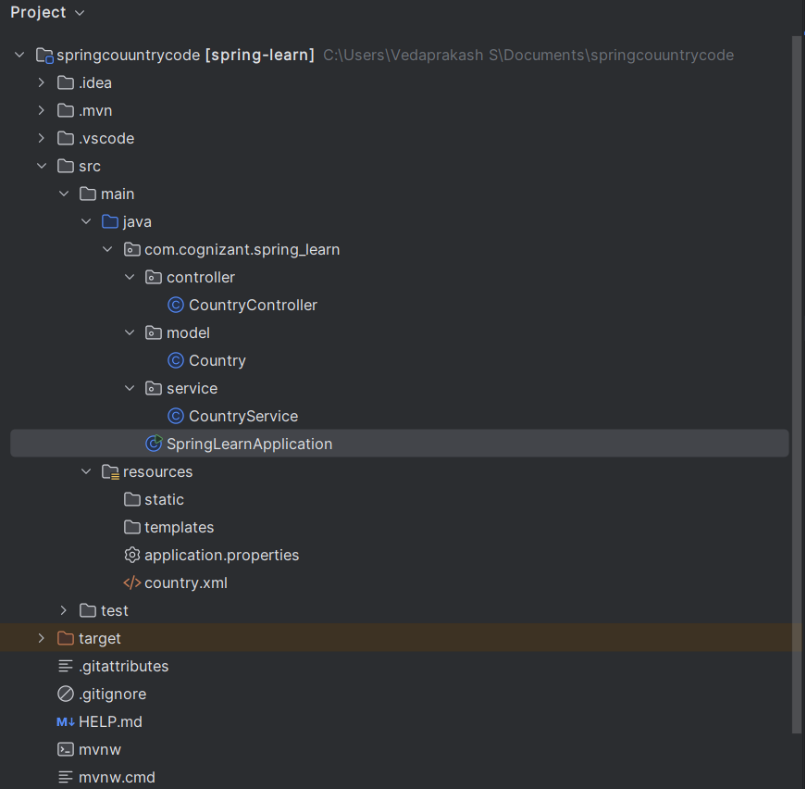 Project
springcouuntrycode [spring-learn] C:\Users\Vedaprakash S\Documents\springcouuntrycode
.idea
.mvn
.vscode
src
main
java
com.cognizant.spring_learn
controller
CountryController
model
Country
service
CountryService
SpringLearnApplication
resources
static
templates
application.properties
country.xml
test
target
.gitattributes
.gitignore
HELP.md
mvnw
mvnw.cmd